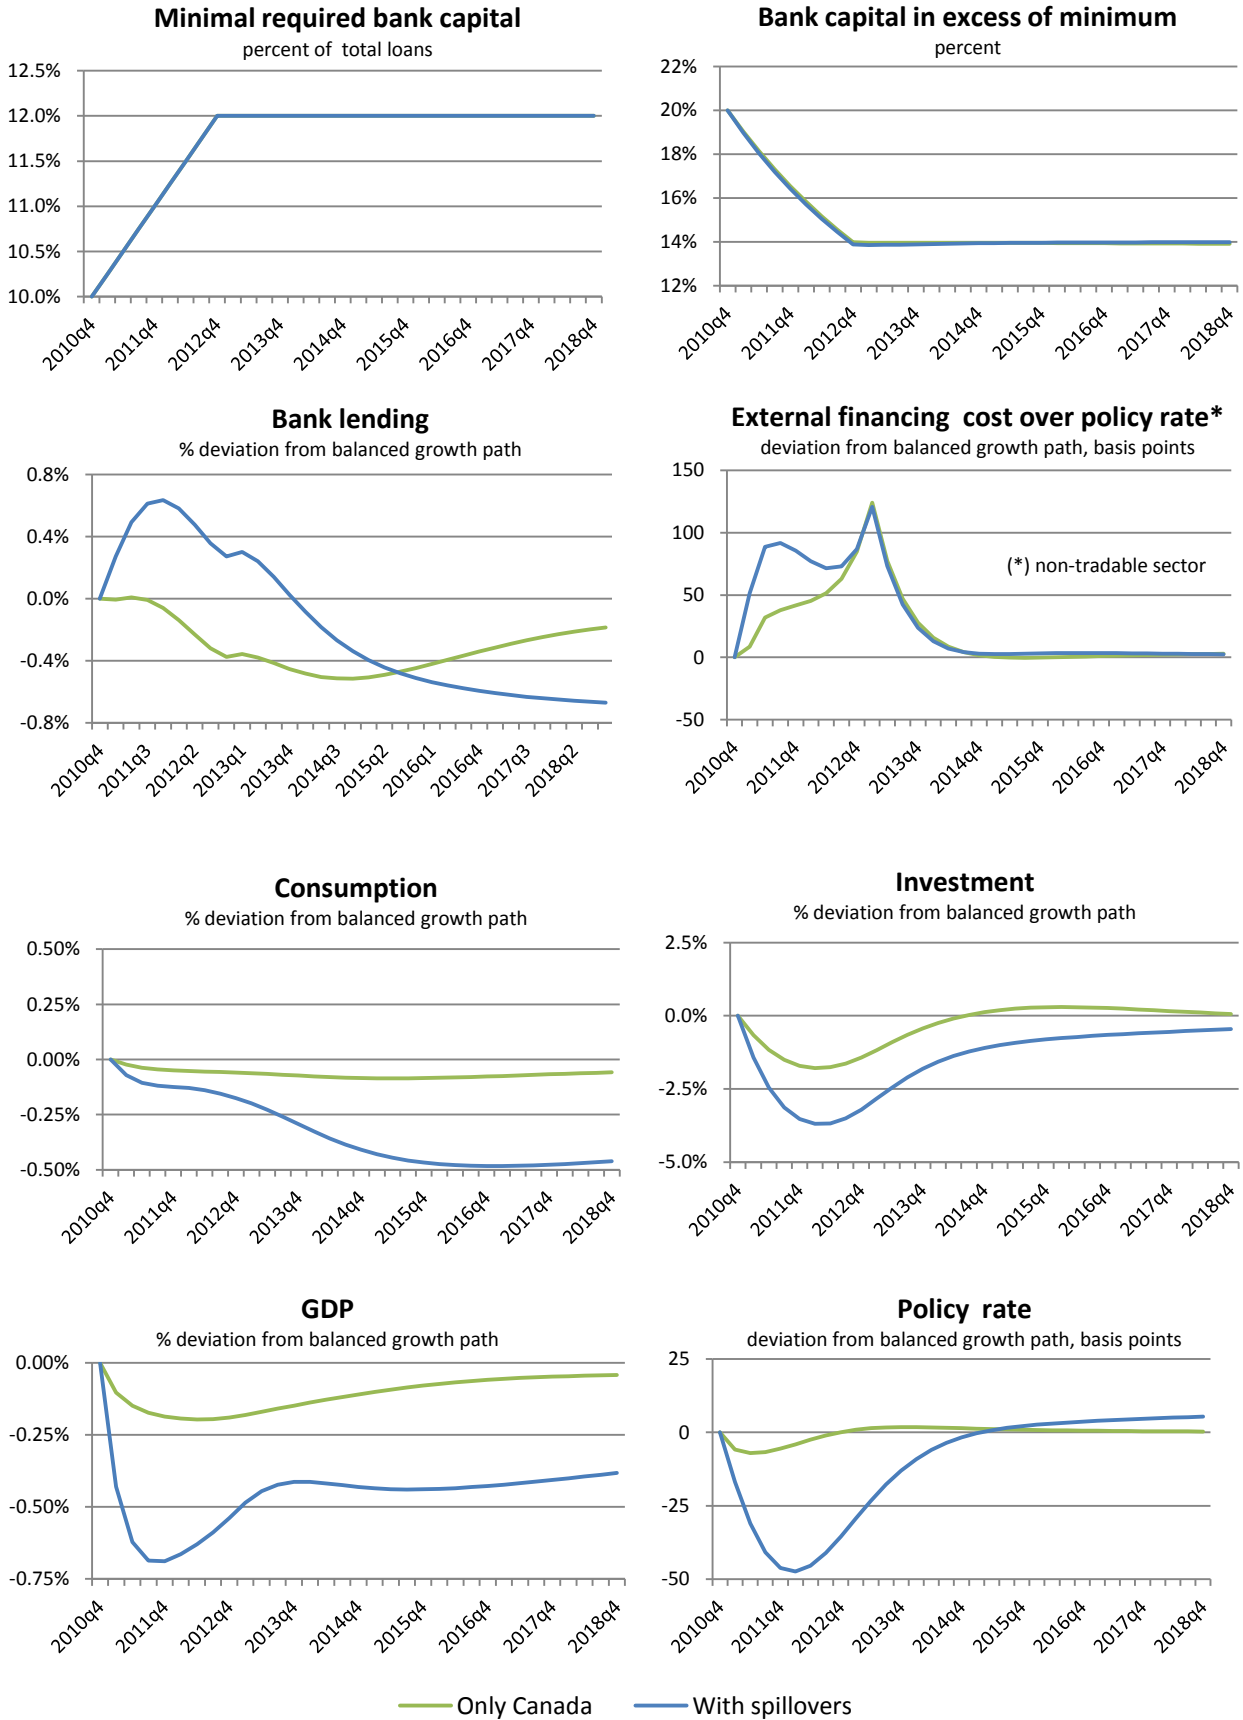 Minimal required bank capital
percent of total loans
12.5%
12.0%
11.5%
11.0%
10.5%
10.0%
2010q4
2011q4
2012q4
2013q4
2014q4
2015q4
2016q4
2017q4
2018q4
Bank capital in excess of minimum
percent
22%
20%
18%
16%
14%
12%
2010q4
2011q4
2012q4
2013q4
2014q4
2015q4
2016q4
2017q4
2018q4
Bank lending
% deviation from balanced growth path
0.8%
0.4%
0.0%
-0.4%
-0.8%
2010q4
2011q3
2012q2
2013q1
2013q4
2014q3
2015q2
2016q1
2016q4
2017q3
2018q2
External financing cost over policy rate*
deviation from balanced growth path, basis points
150
100
50
0
-50
(*) non-tradable sector
2010q4
2011q4
2012q4
2013q4
2014q4
2015q4
2016q4
2017q4
2018q4
Consumption
% deviation from balanced growth path
0.50%
0.25%
0.00%
-0.25%
-0.50%
2010q4
2011q4
2012q4
2013q4
2014q4
2015q4
2016q4
2017q4
2018q4
Investment
% deviation from balanced growth path
2.5%
0.0%
-2.5%
-5.0%
2010q4
2011q4
2012q4
2013q4
2014q4
2015q4
2016q4
2017q4
2018q4
GDP
% deviation from balanced growth path
0.00%
-0.25%
-0.50%
-0.75%
2010q4
2011q4
2012q4
2013q4
2014q4
2015q4
2016q4
2017q4
2018q4
Policy rate
deviation from balanced growth path, basis points
25
0
-25
-50
2010q4
2011q4
2012q4
2013q4
2014q4
2015q4
2016q4
2017q4
2018q4
Only Canada
With spillovers